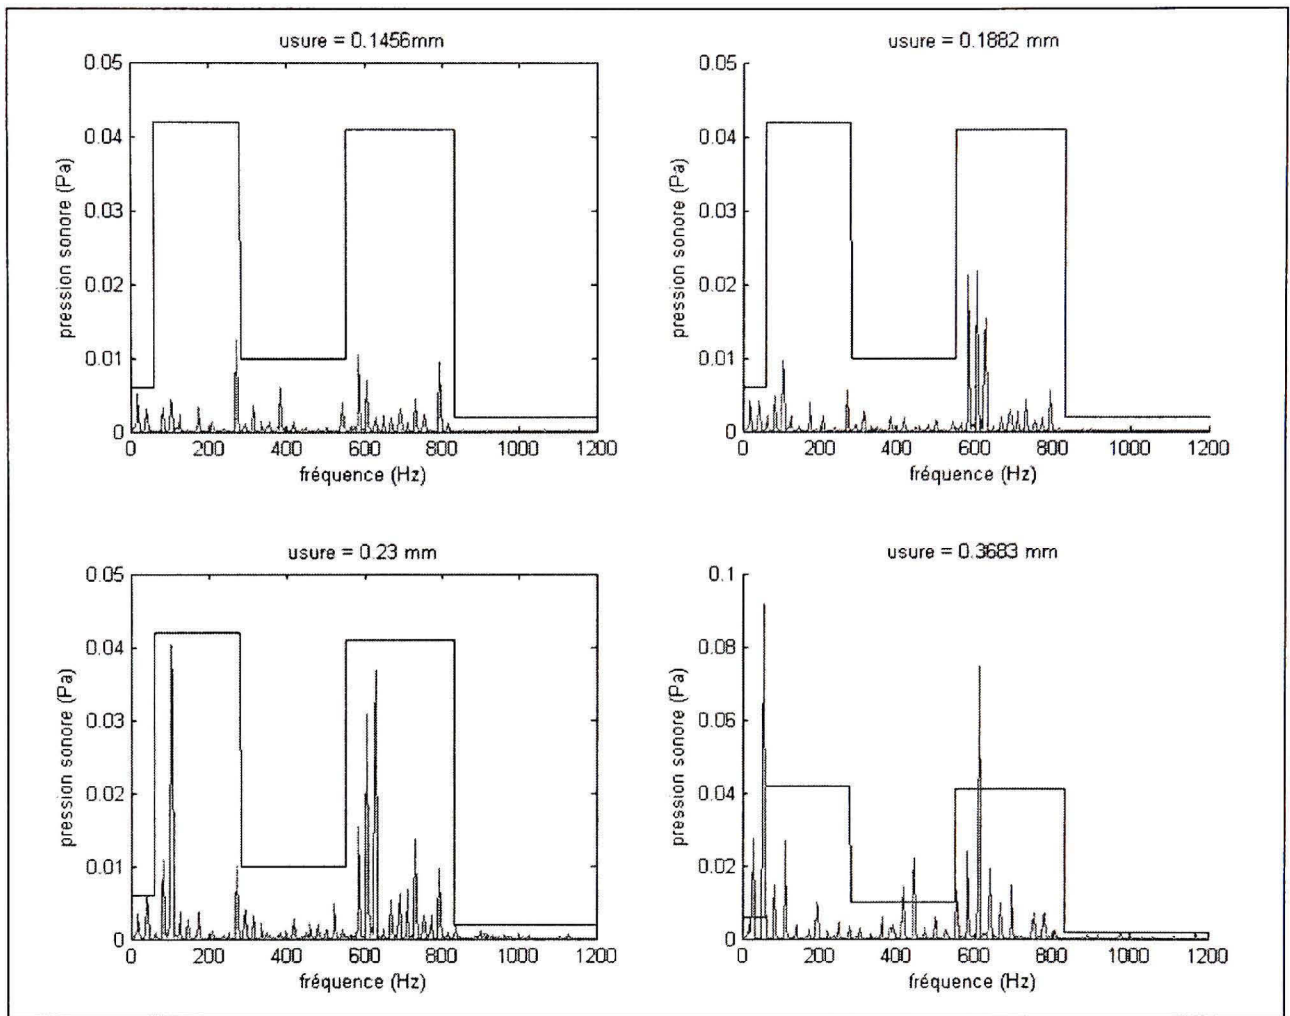 usure = 0.1456mm
0.05
0.04
0.03
0.02
0.01
0
pression sonore (Pa)
0 200 400 600 800 1000 1200
fréquence (Hz)
usure = 0.1882 mm
0.05
0.04
0.03
0.02
0.01
0
pression sonore (Pa)
0 200 400 600 800 1000 1200
fréquence (Hz)
usure = 0.23 mm
0.05
0.04
0.03
0.02
0.01
0
pression sonore (Pa)
0 200 400 600 800 1000 1200
fréquence (Hz)
usure = 0.3683 mm
0.1
0.08
0.06
0.04
0.02
0
pression sonore (Pa)
0 200 400 600 800 1000 1200
fréquence (Hz)